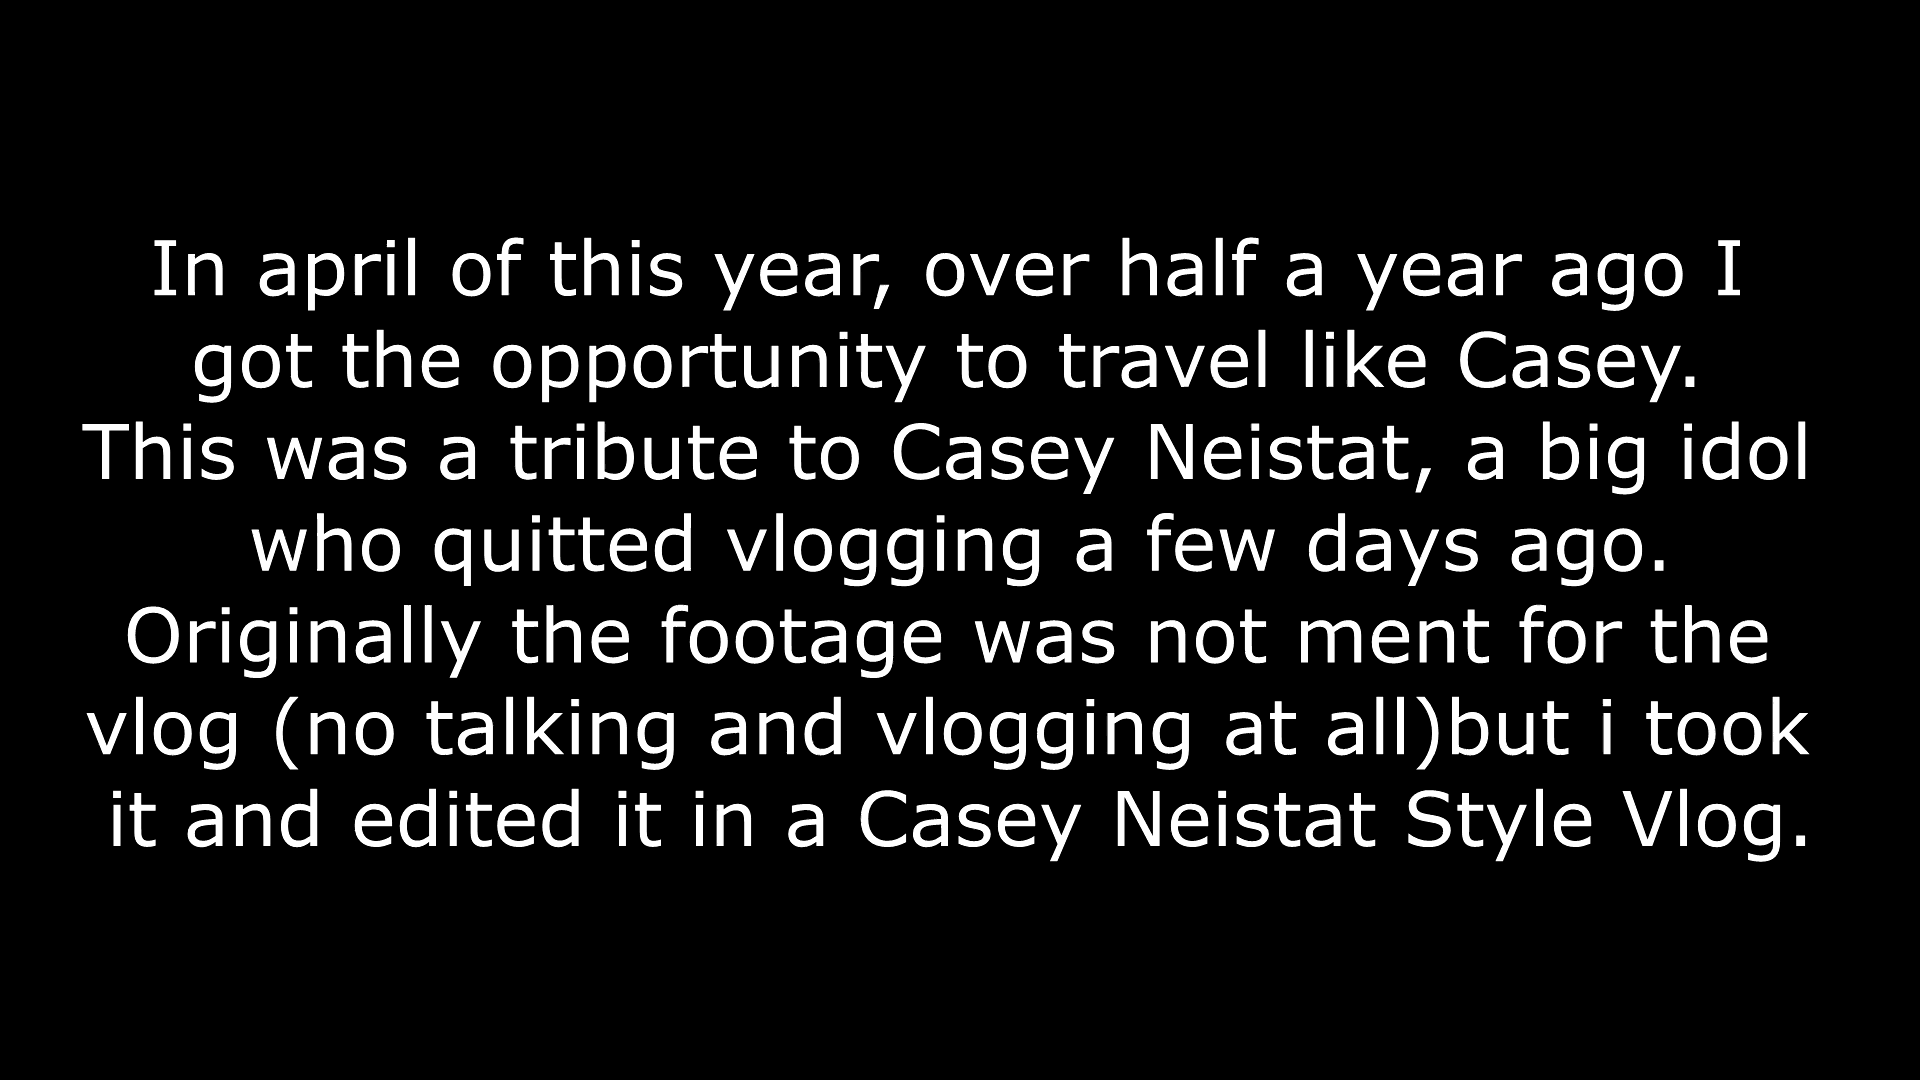 In april of this year, over half a year ago I
got the opportunity to travel like Casey.
This was a tribute to Casey Neistat, a big idol
who quitted vlogging a few days ago.
Originally the footage was not ment for the
vlog (no talking and vlogging at all)but i took
it and edited it in a Casey Neistat Style Vlog.